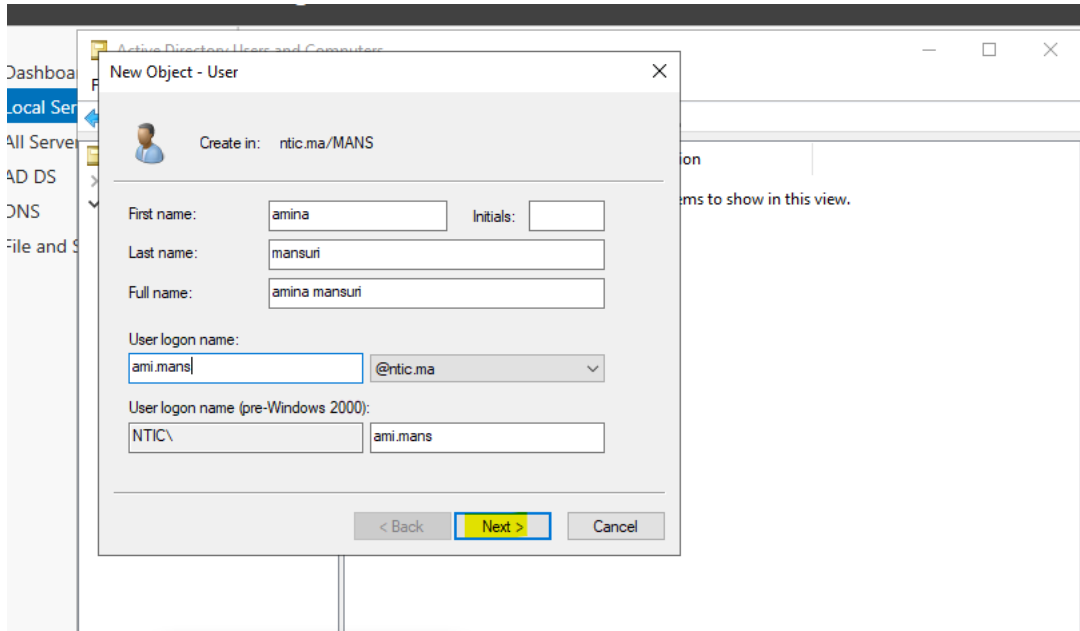 Active Directory Users and Computers
New Object - User
Local Ser
All Server
AD DS
DNS
File and S
Create in: ntic.ma/MANS
First name: amina Initials:
Last name: mansuri
Full name: amina mansuri
User logon name:
ami.mans @ntic.ma
User logon name (pre-Windows 2000):
NTIC\ ami.mans
< Back Next > Cancel
ion
ems to show in this view.